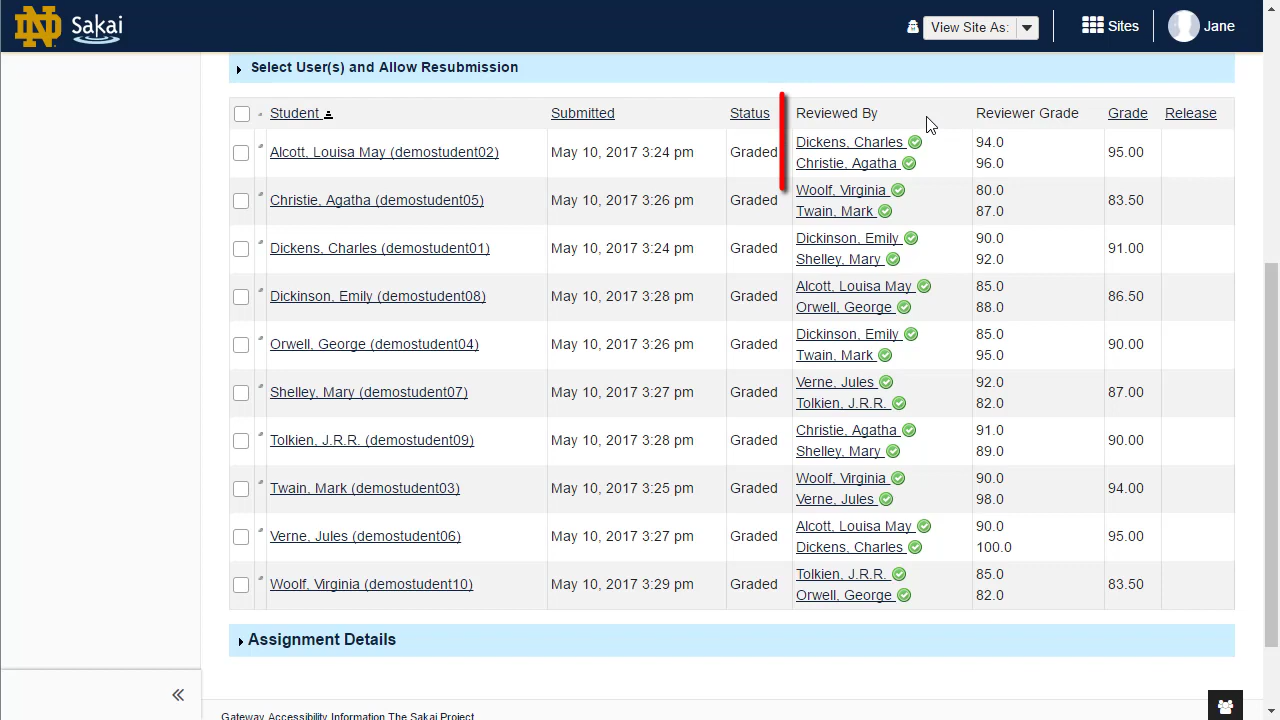 ND Sakai View Site As: Sites Jane
Select User(s) and Allow Resubmission
Student Submitted Status Reviewed By Reviewer Grade Grade Release
Alcott, Louisa May (demostudent02) May 10, 2017 3:24 pm Graded Dickens, Charles 94.0 95.00
Christie, Agatha 96.0
Christie, Agatha (demostudent05) May 10, 2017 3:26 pm Graded Woolf, Virginia 80.0 83.50
Twain, Mark 87.0
Dickens, Charles (demostudent01) May 10, 2017 3:24 pm Graded Dickinson, Emily 90.0 91.00
Shelley, Mary 92.0
Dickinson, Emily (demostudent08) May 10, 2017 3:28 pm Graded Alcott, Louisa May 85.0 86.50
Orwell, George 88.0
Orwell, George (demostudent04) May 10, 2017 3:26 pm Graded Dickinson, Emily 85.0 90.00
Twain, Mark 95.0
Shelley, Mary (demostudent07) May 10, 2017 3:27 pm Graded Verne, Jules 92.0 87.00
Tolkien, J.R.R. 82.0
Tolkien, J.R.R. (demostudent09) May 10, 2017 3:28 pm Graded Christie, Agatha 91.0 90.00
Shelley, Mary 89.0
Twain, Mark (demostudent03) May 10, 2017 3:25 pm Graded Woolf, Virginia 90.0 94.00
Verne, Jules 98.0
Verne, Jules (demostudent06) May 10, 2017 3:27 pm Graded Alcott, Louisa May 90.0 95.00
Dickens, Charles 100.0
Woolf, Virginia (demostudent10) May 10, 2017 3:29 pm Graded Tolkien, J.R.R. 85.0 83.50
Orwell, George 82.0
Assignment Details
Gateway Accessibility Information The Sakai Project